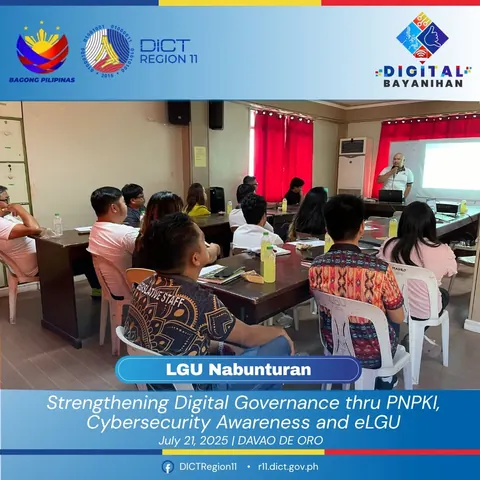 BAGONG PILIPINAS
DICT
REGION 11
DIGITAL
BAYANIHAN
LEGISLATIVE STAFF
LGU Nabunturan
Strengthening Digital Governance thru PNPKI,
Cybersecurity Awareness and eLGU
July 21, 2025 | DAVAO DE ORO
DICTRegion11 • r11.dict.gov.ph